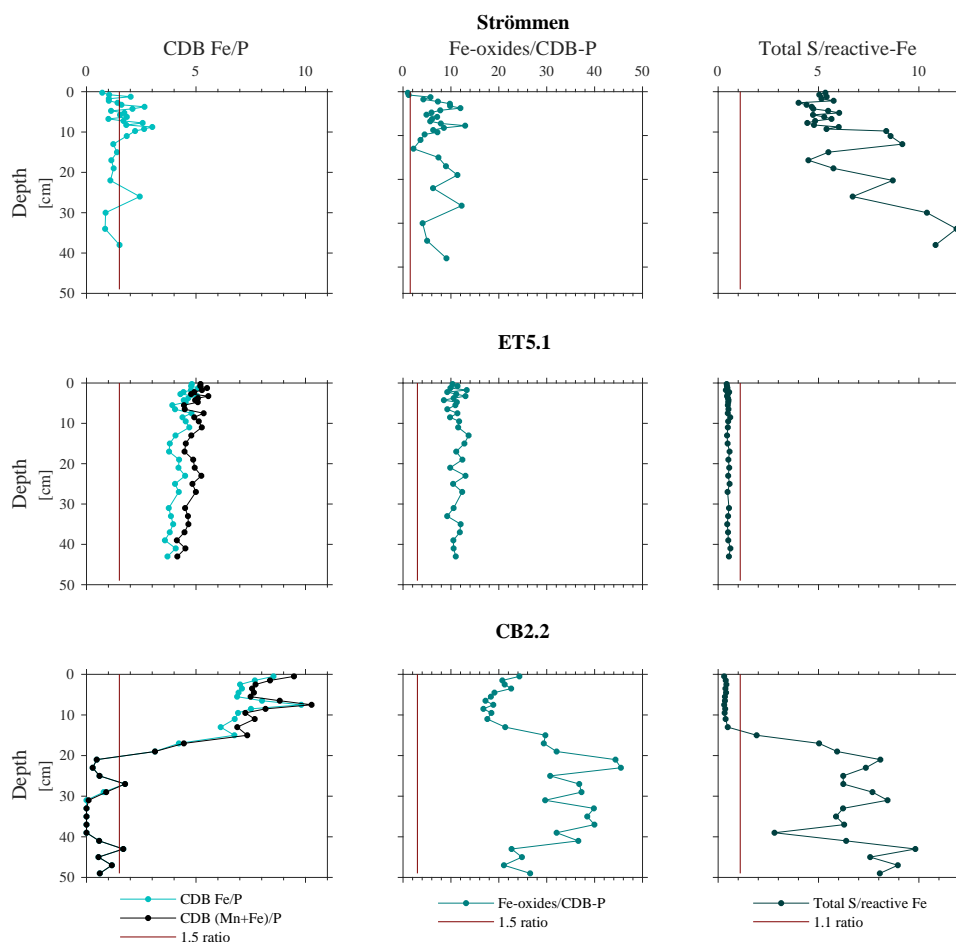 Strömmen
CDB Fe/P Fe-oxides/CDB-P Total S/reactive-Fe
0 5 10 0 10 20 30 40 50 0 5 10
0
10
20
30
40
50
Depth
[cm]
ET5.1
0
10
20
30
40
50
Depth
[cm]
CB2.2
0
10
20
30
40
50
Depth
[cm]
CDB Fe/P Fe-oxides/CDB-P Total S/reactive Fe
CDB (Mn+Fe)/P 1.5 ratio 1.1 ratio
1.5 ratio